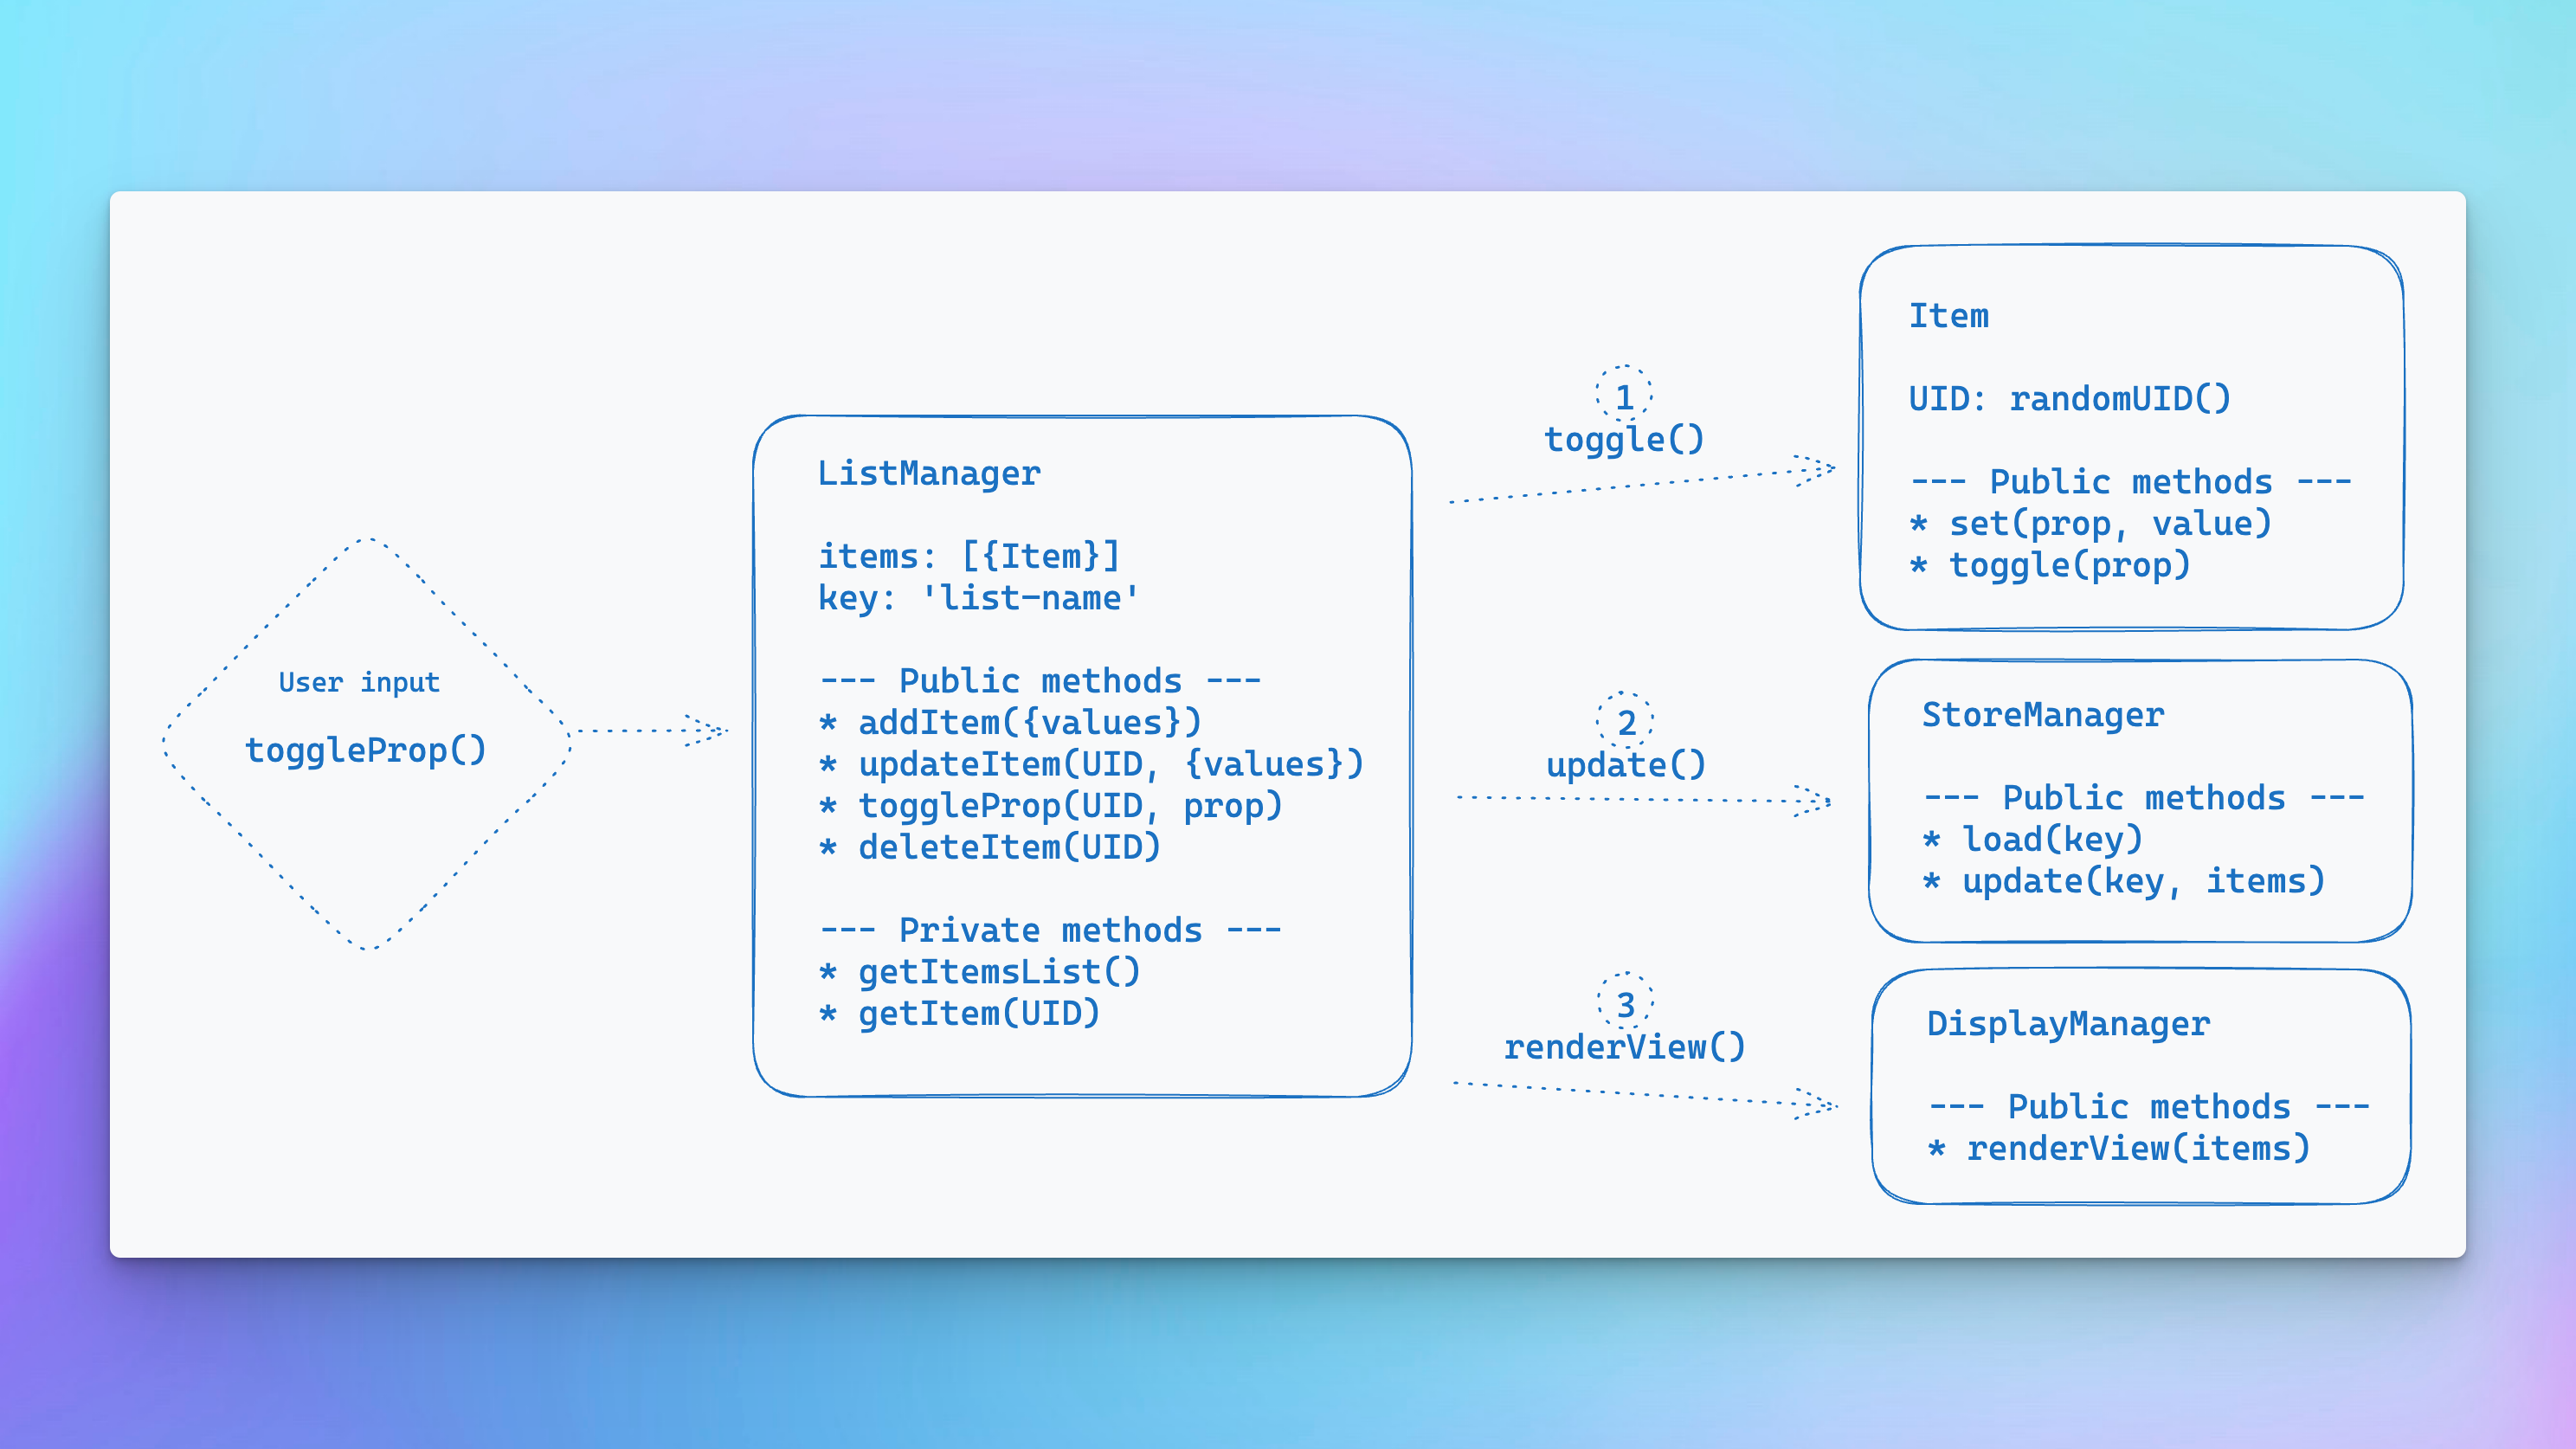 User input
toggleProp()
ListManager
items: [{Item}]
key: 'list-name'
--- Public methods ---
* addItem({values})
* updateItem(UID, {values})
* toggleProp(UID, prop)
* deleteItem(UID)
--- Private methods ---
* getItemsList()
* getItem(UID)
1
toggle()
2
update()
3
renderView()
Item
UID: randomUID()
--- Public methods ---
* set(prop, value)
* toggle(prop)
StoreManager
--- Public methods ---
* load(key)
* update(key, items)
DisplayManager
--- Public methods ---
* renderView(items)